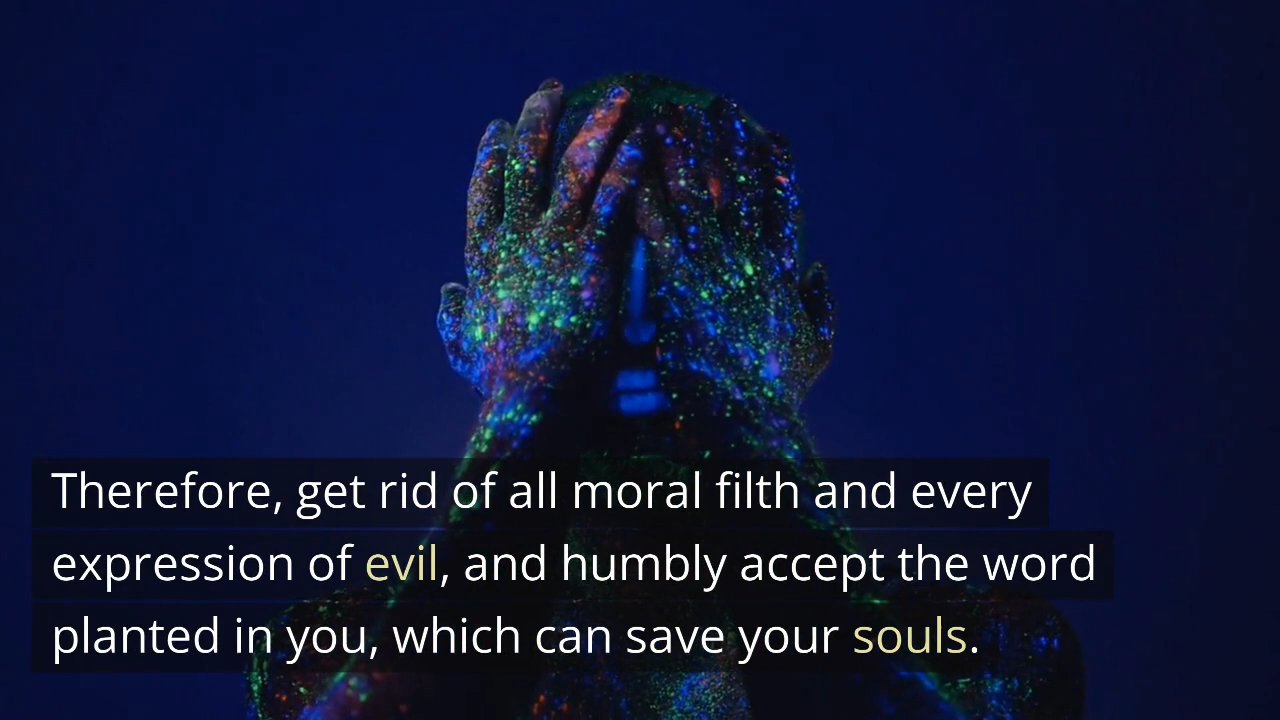 Therefore, get rid of all moral filth and every
expression of evil, and humbly accept the word
planted in you, which can save your souls.